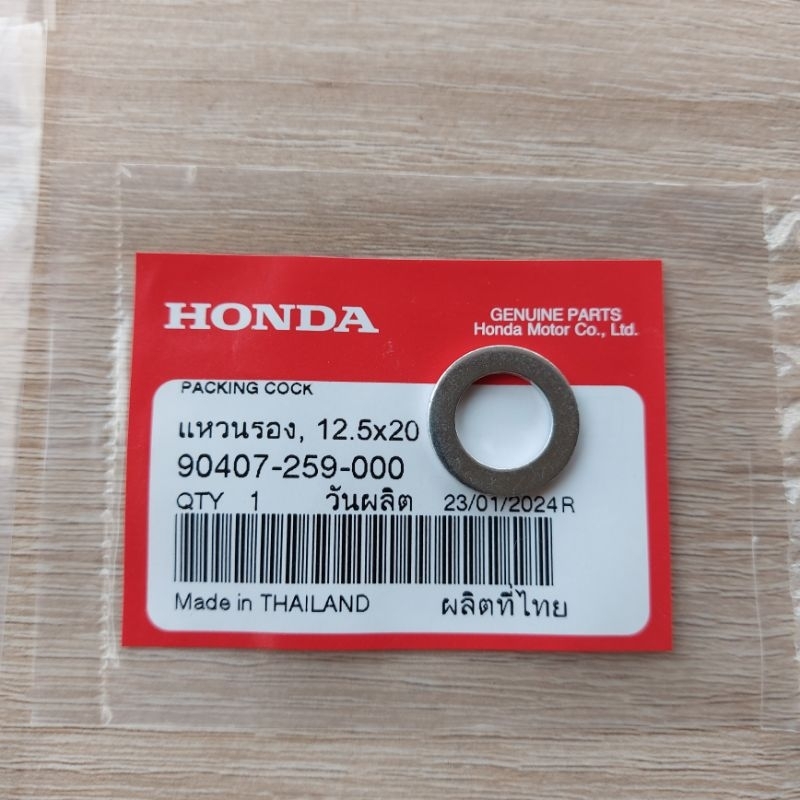 HONDA
GENUINE PARTS
Honda Motor Co., Ltd.
PACKING COCK
แหวนรอง, 12.5x20
90407-259-000
QTY 1 วันผลิต 23/01/2024R
Made in THAILAND ผลิตที่ไทย